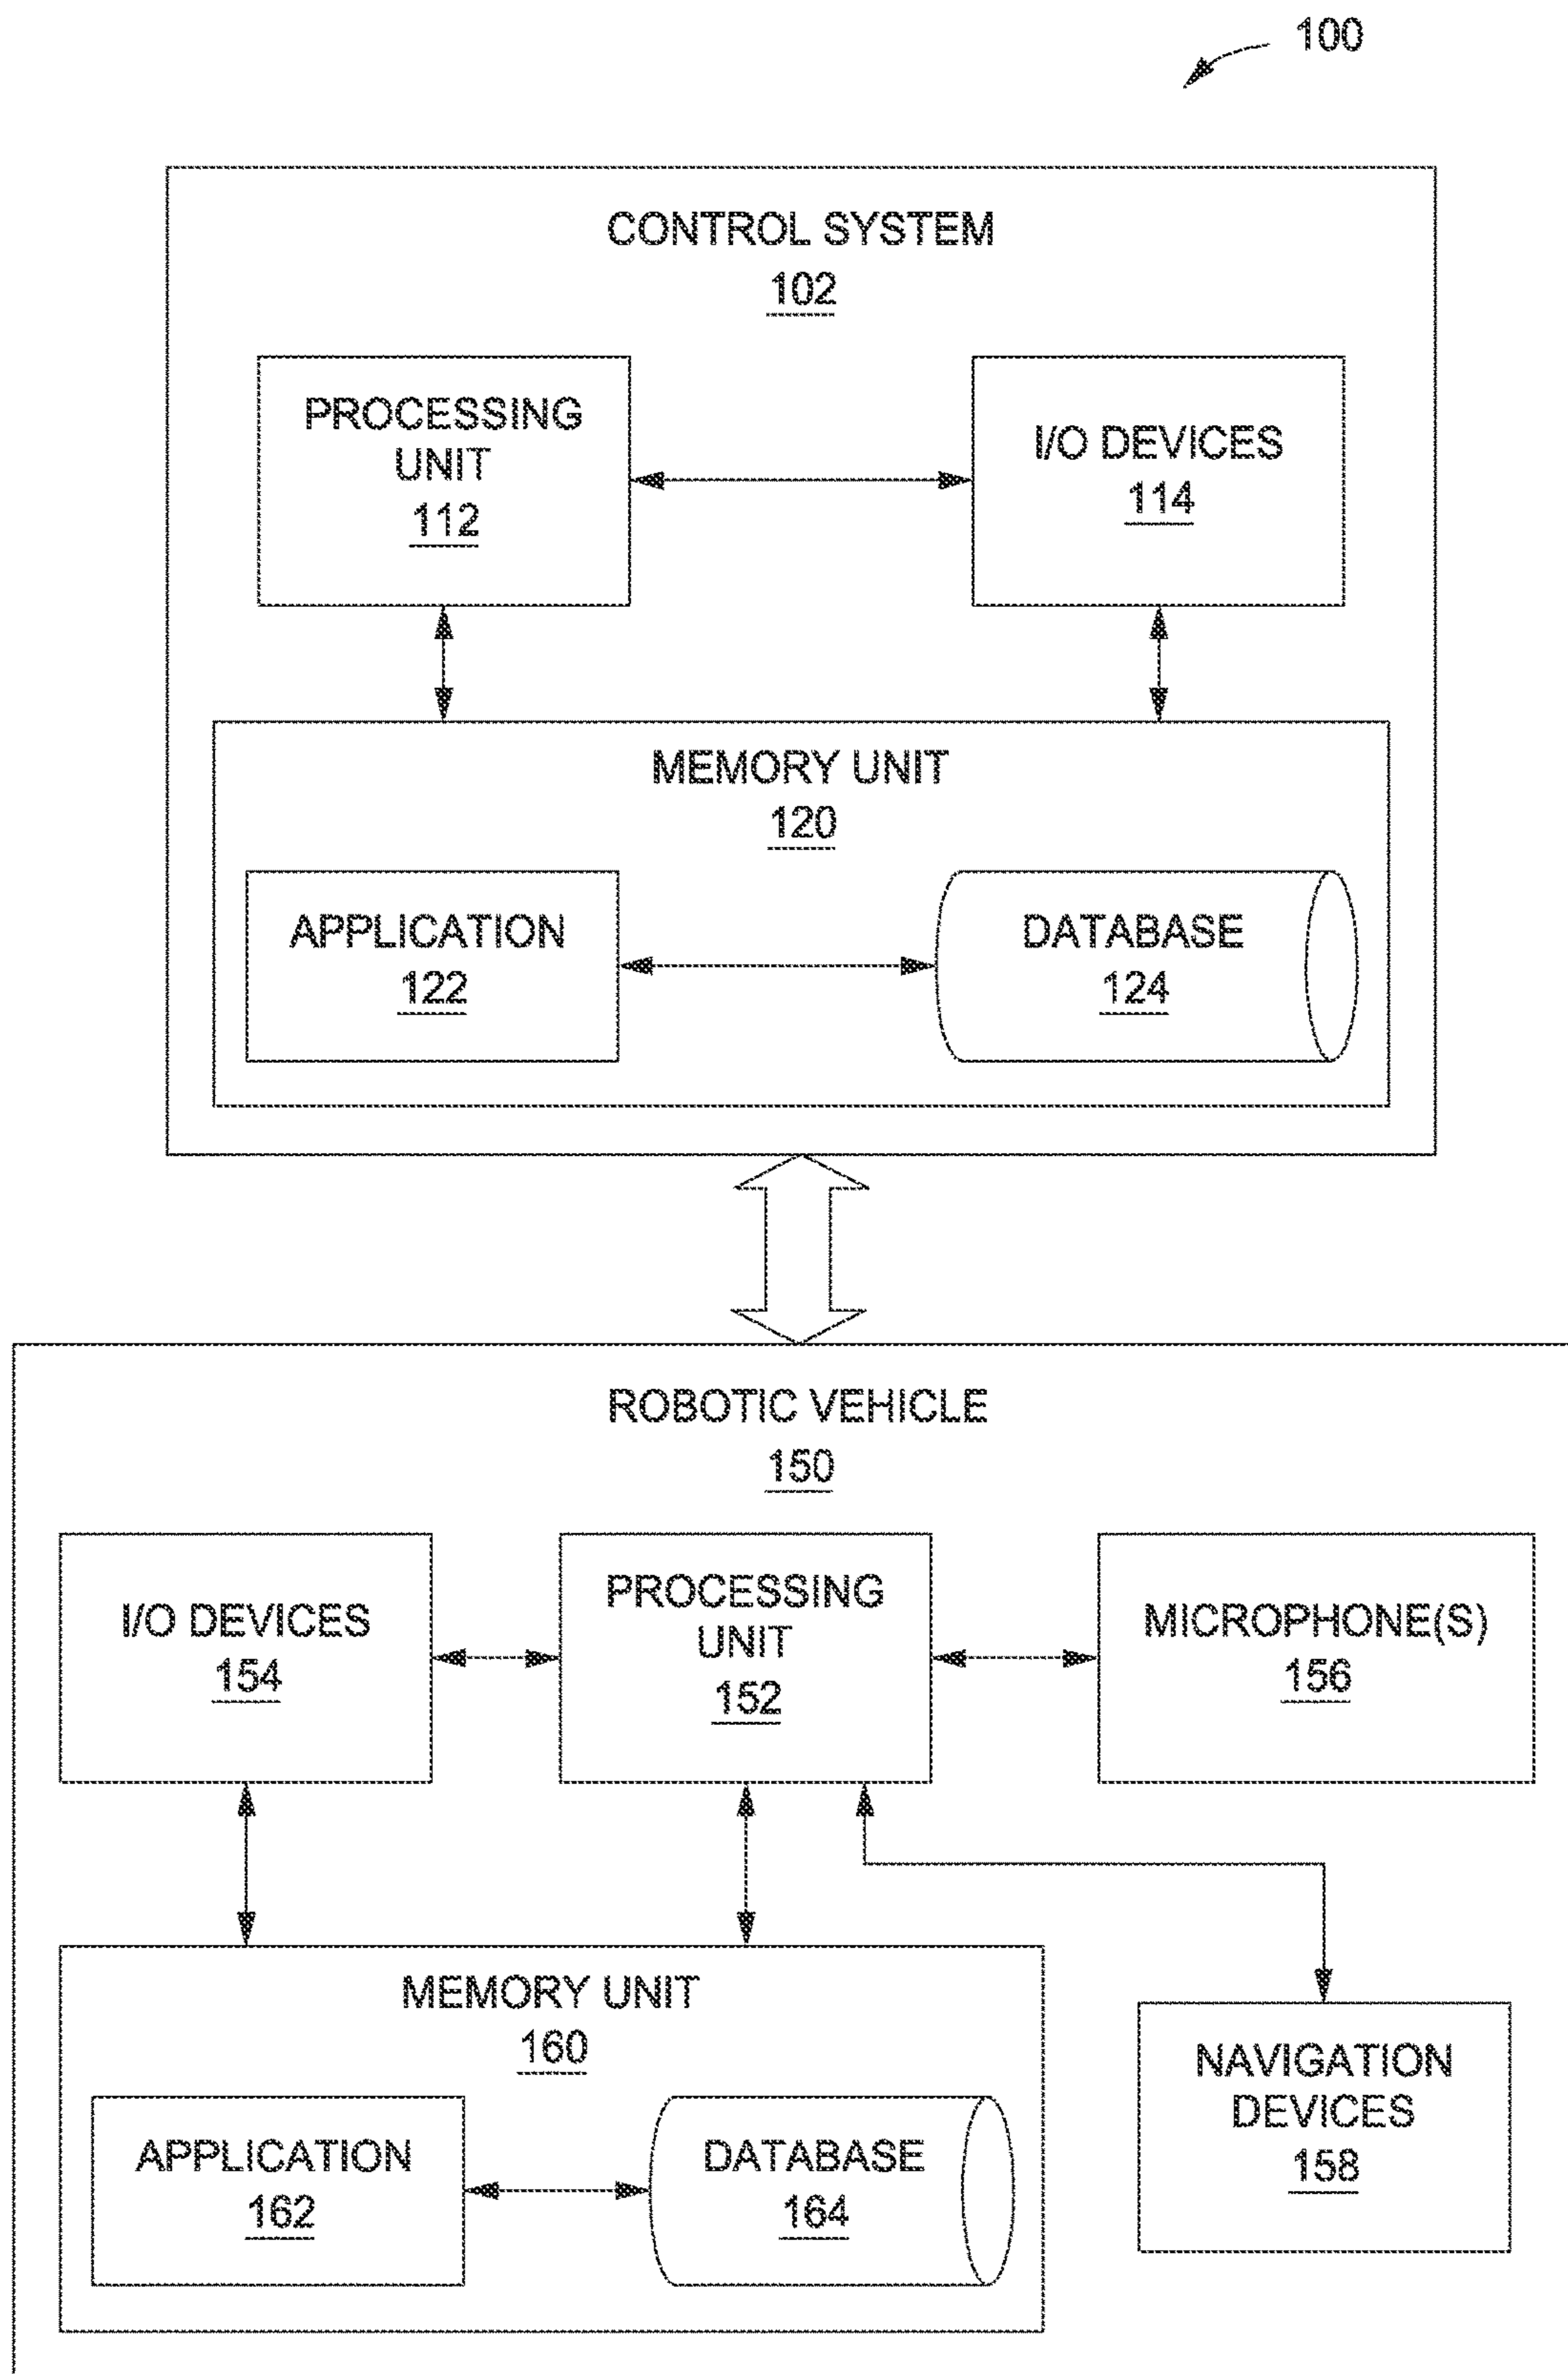 100
CONTROL SYSTEM
102
PROCESSING
UNIT
112
I/O DEVICES
114
MEMORY UNIT
120
APPLICATION
122
DATABASE
124
ROBOTIC VEHICLE
150
I/O DEVICES
154
PROCESSING
UNIT
152
MICROPHONE(S)
156
MEMORY UNIT
160
APPLICATION
162
DATABASE
164
NAVIGATION
DEVICES
158